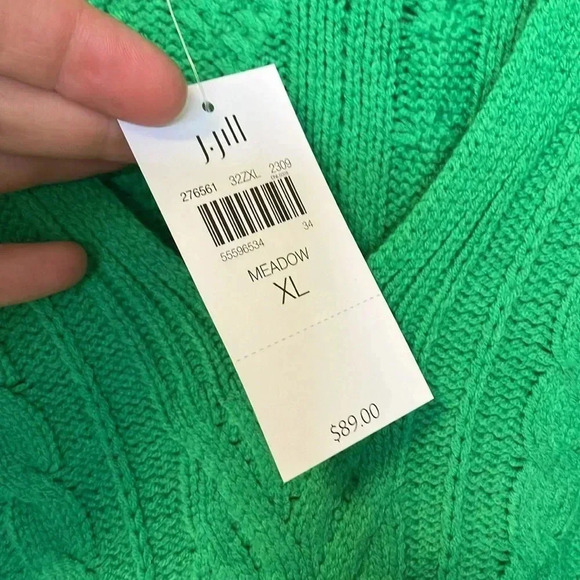 J.Jill
276561 32ZXL 2309
55596534 34
MEADOW
XL
$89.00